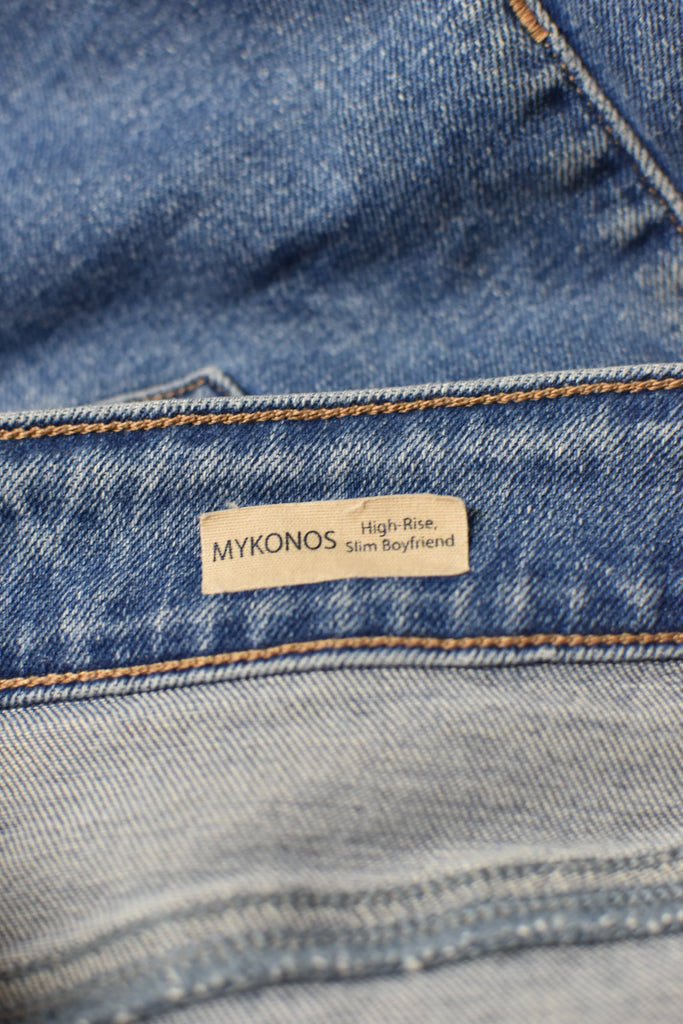 MYKONOS
High-Rise,
Slim Boyfriend